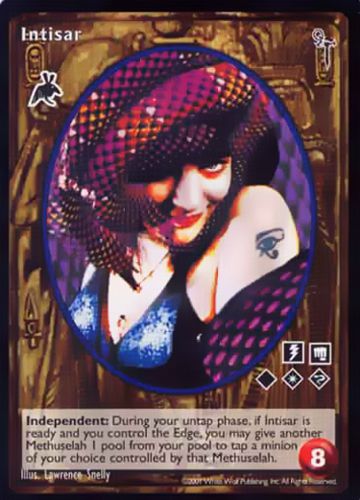 Intisar
Independent: During your untap phase, if Intisar is
ready and you control the Edge, you may give another
Methuselah 1 pool from your pool to tap a minion
of your choice controlled by that Methuselah.
8
Illus. Lawrence Snelly
©2001 White Wolf Publishing, Inc. All Rights Reserved.